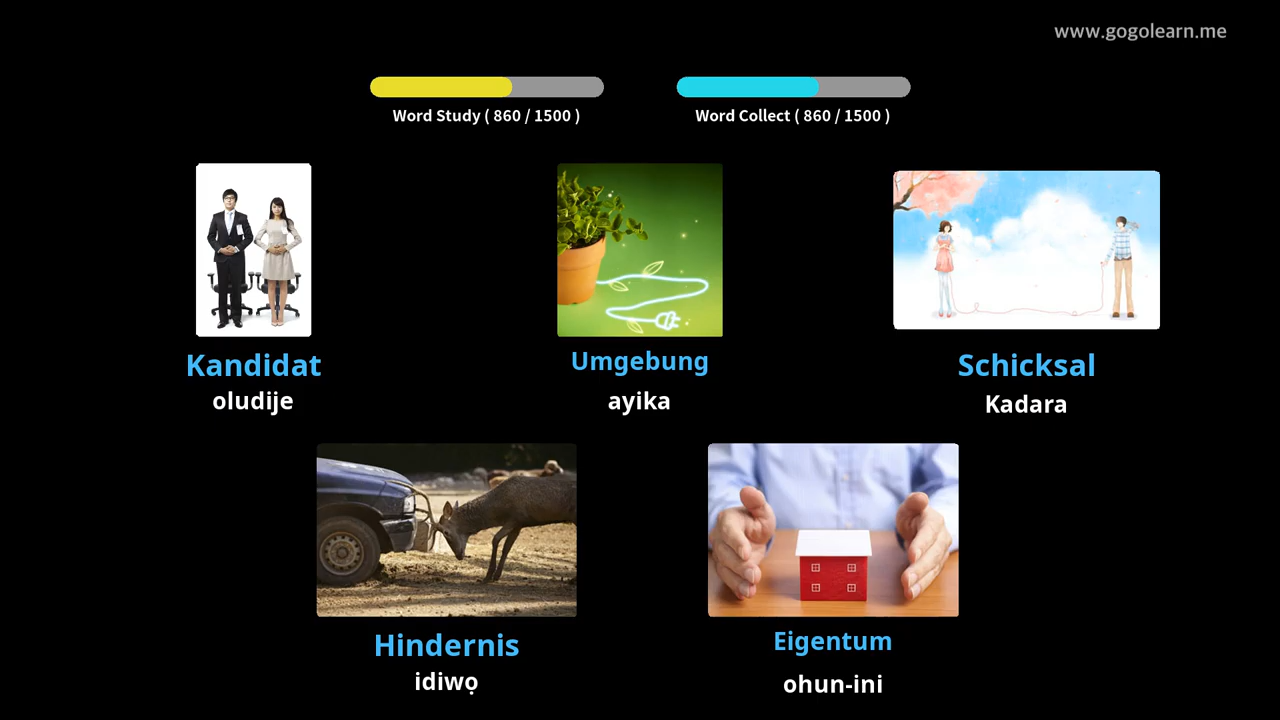 www.gogolearn.me
Word Study ( 860 / 1500 )
Word Collect ( 860 / 1500 )
Kandidat
oludije
Umgebung
ayika
Schicksal
Kadara
Hindernis
idiwọ
Eigentum
ohun-ini